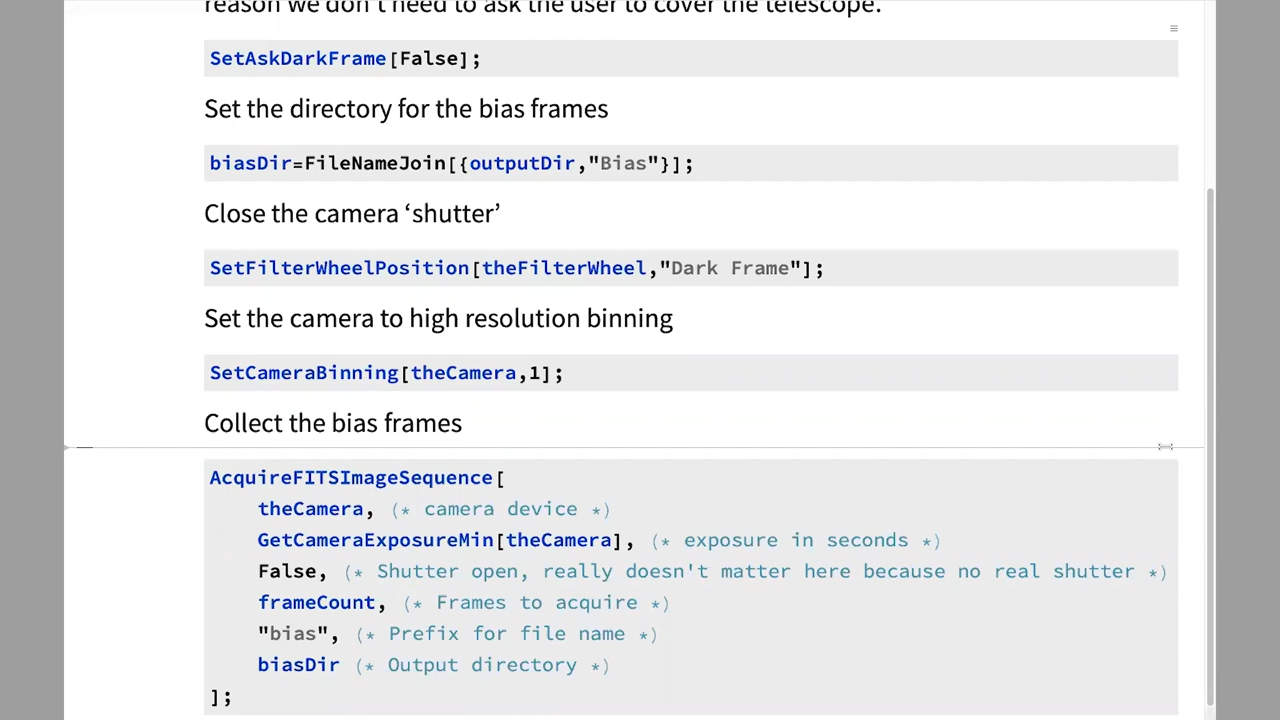 reason we don't need to ask the user to cover the telescope.
SetAskDarkFrame[False];
Set the directory for the bias frames
biasDir=FileNameJoin[{outputDir,"Bias"}];
Close the camera ‘shutter’
SetFilterWheelPosition[theFilterWheel,"Dark Frame"];
Set the camera to high resolution binning
SetCameraBinning[theCamera,1];
Collect the bias frames
AcquireFITSImageSequence[
theCamera, (* camera device *)
GetCameraExposureMin[theCamera], (* exposure in seconds *)
False, (* Shutter open, really doesn't matter here because no real shutter *)
frameCount, (* Frames to acquire *)
"bias", (* Prefix for file name *)
biasDir (* Output directory *)
];